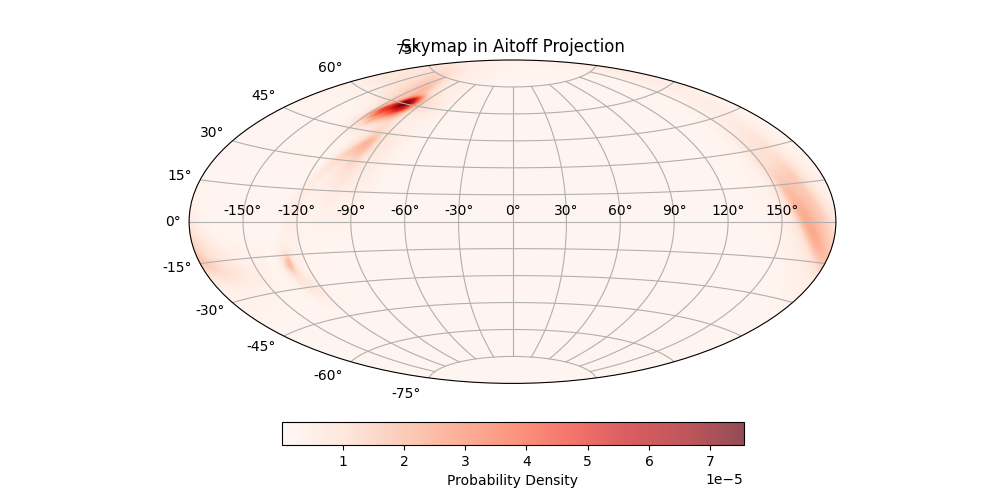 Skymap in Aitoff Projection
75°
60°
45°
30°
15°
-150° -120° -90° -60° -30° 0° 30° 60° 90° 120° 150°
0°
-15°
-30°
-45°
-60°
-75°
1 2 3 4 5 6 7
1e−5
Probability Density